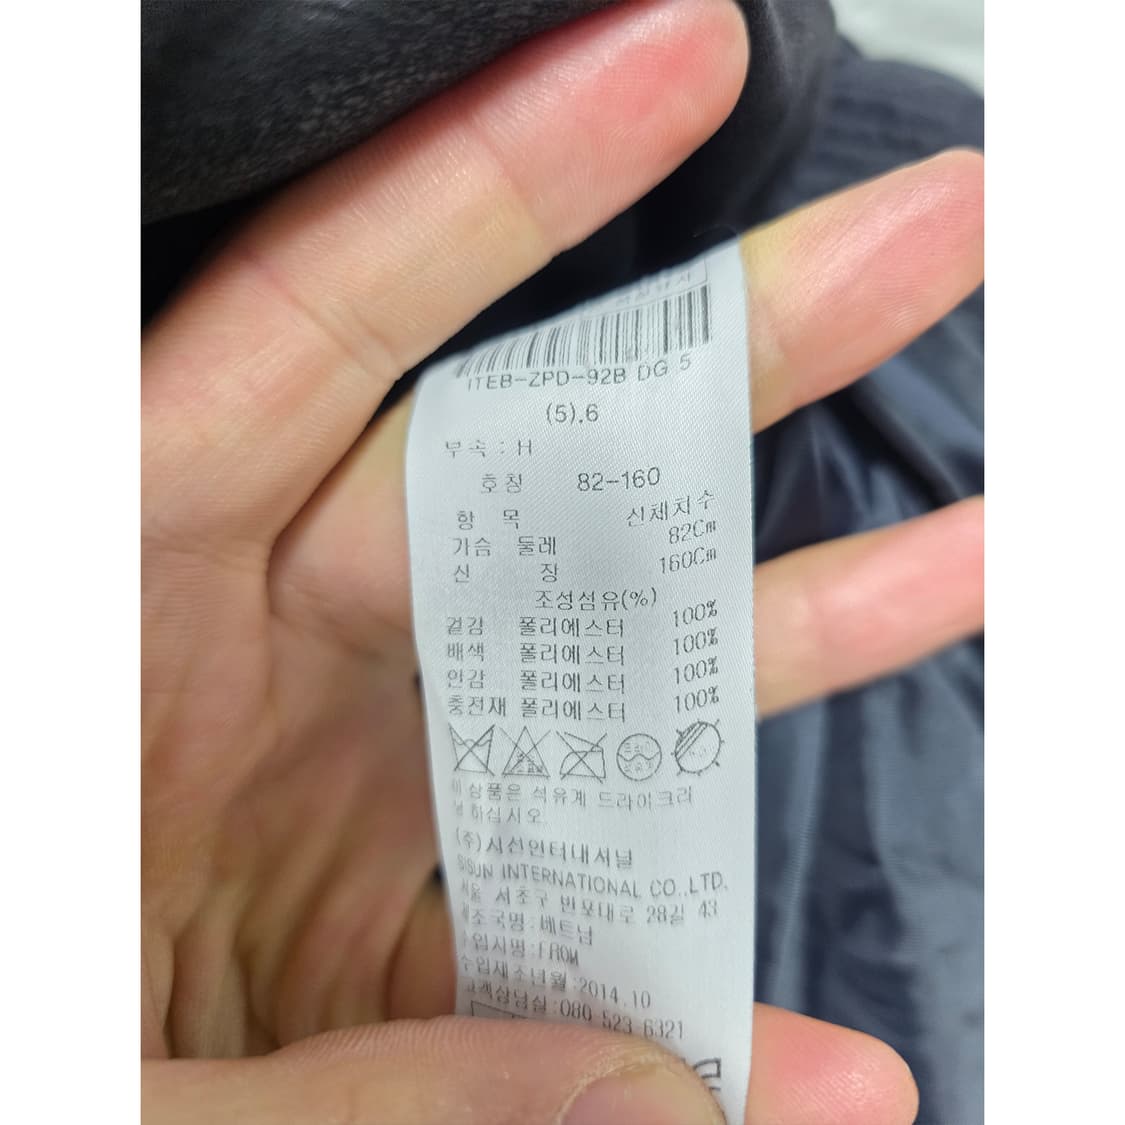 ITEB-ZPD-92B DG 5
(5).6
부속 : H
호칭 82-160
항 목 신체치수
가슴 둘레 82Cm
신 장 160Cm
조성섬유(%)
겉감 폴리에스터 100%
배색 폴리에스터 100%
안감 폴리에스터 100%
충전재 폴리에스터 100%
상품은 석유계 드라이크리
하십시오.
(주)시선인터내셔널
SISUN INTERNATIONAL CO.,LTD.
서울 서초구 반포대로 28길 43
제조국명:베트남
:FROM
수입제조년월:2014.10
고객상담실:080 523 6321